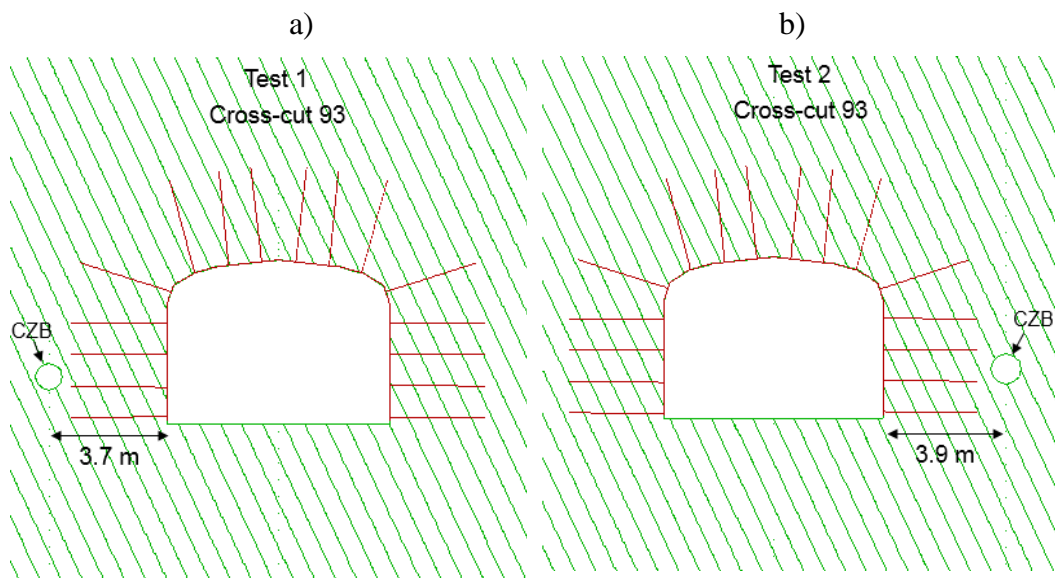 a)
Test 1
Cross-cut 93
CZB
3.7 m
b)
Test 2
Cross-cut 93
CZB
3.9 m